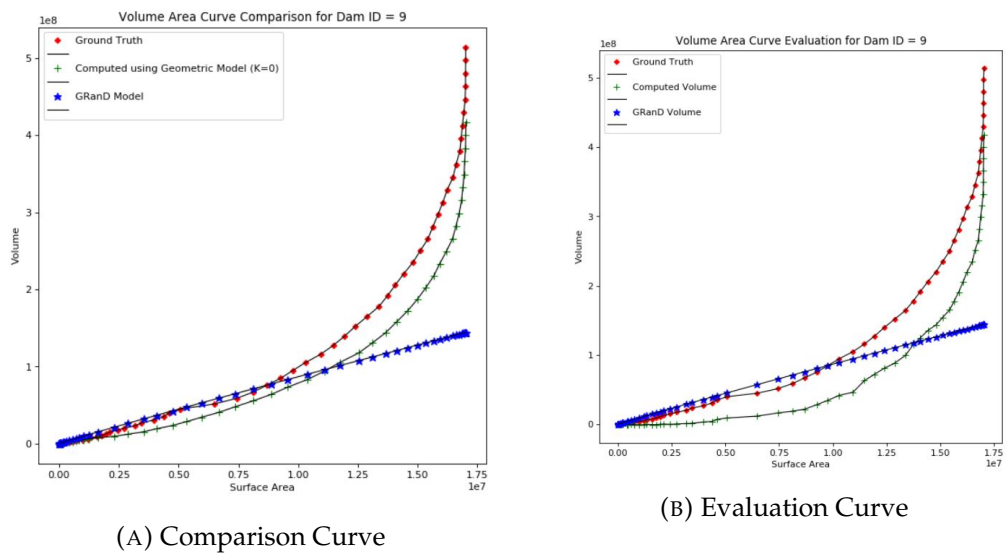 Volume Area Curve Comparison for Dam ID = 9
1e8
Ground Truth
Computed using Geometric Model (K=0)
GRanD Model
5
4
3
2
1
0
Volume
0.00 0.25 0.50 0.75 1.00 1.25 1.50 1.75
1e7
Surface Area
(A) Comparison Curve
Volume Area Curve Evaluation for Dam ID = 9
1e8
Ground Truth
Computed Volume
GRanD Volume
5
4
3
2
1
0
Volume
0.00 0.25 0.50 0.75 1.00 1.25 1.50 1.75
1e7
Surface Area
(B) Evaluation Curve